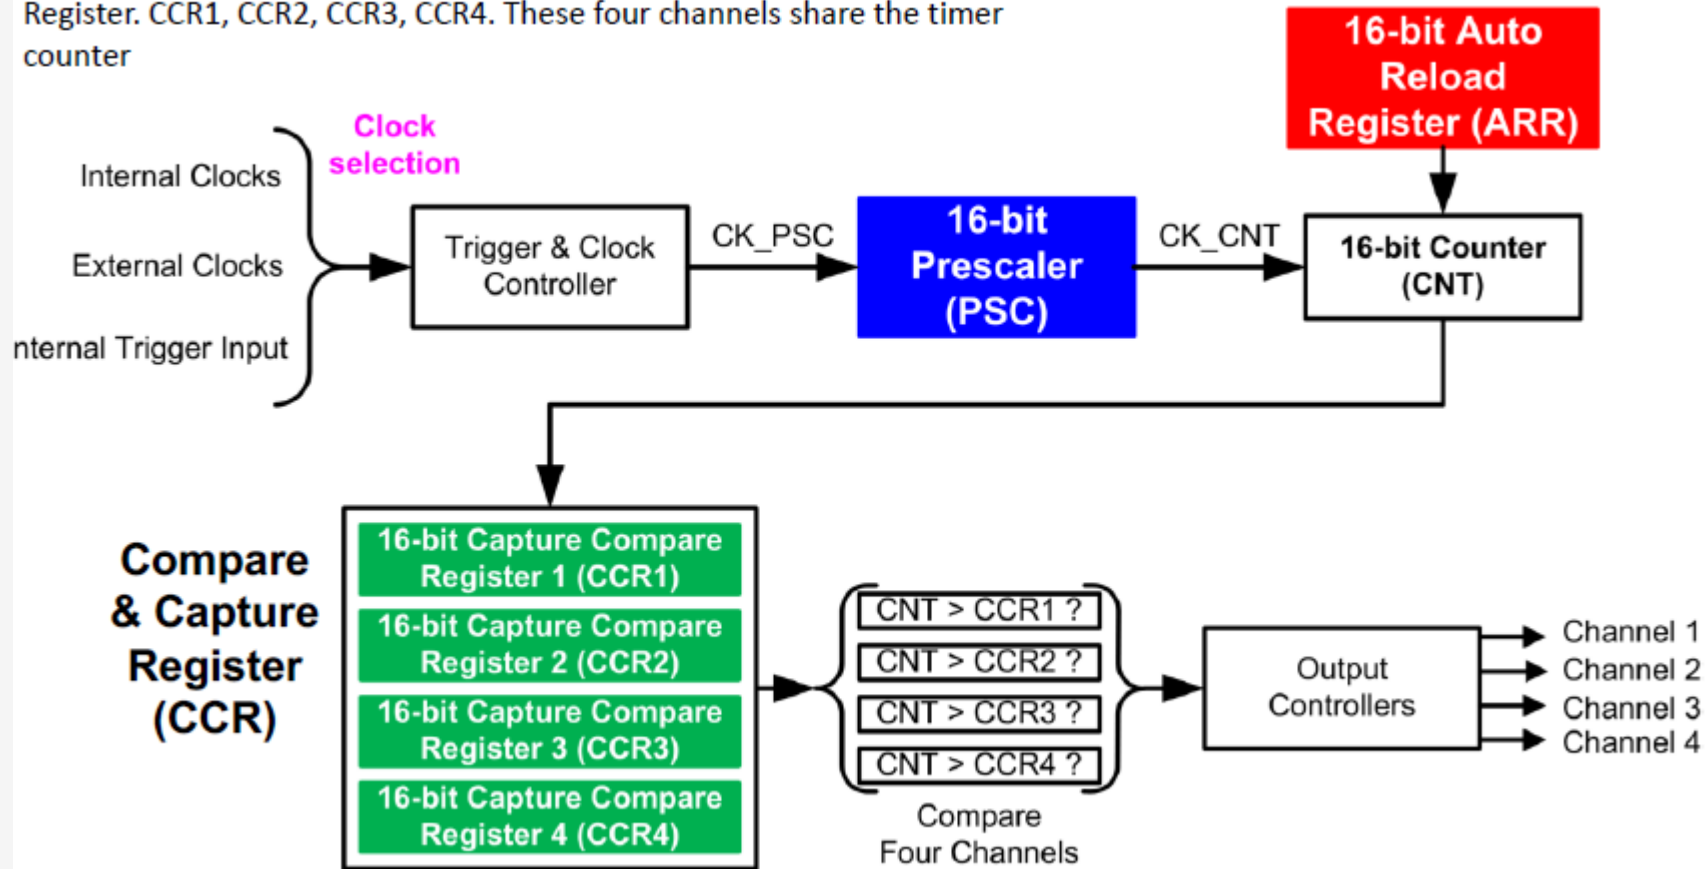 Register. CCR1, CCR2, CCR3, CCR4. These four channels share the timer
counter
16-bit Auto
Reload
Register (ARR)
Clock
selection
Internal Clocks
External Clocks
nternal Trigger Input
Trigger & Clock
Controller
CK_PSC
16-bit
Prescaler
(PSC)
CK_CNT
16-bit Counter
(CNT)
Compare
& Capture
Register
(CCR)
16-bit Capture Compare
Register 1 (CCR1)
16-bit Capture Compare
Register 2 (CCR2)
16-bit Capture Compare
Register 3 (CCR3)
16-bit Capture Compare
Register 4 (CCR4)
CNT > CCR1 ?
CNT > CCR2 ?
CNT > CCR3 ?
CNT > CCR4 ?
Compare
Four Channels
Output
Controllers
Channel 1
Channel 2
Channel 3
Channel 4